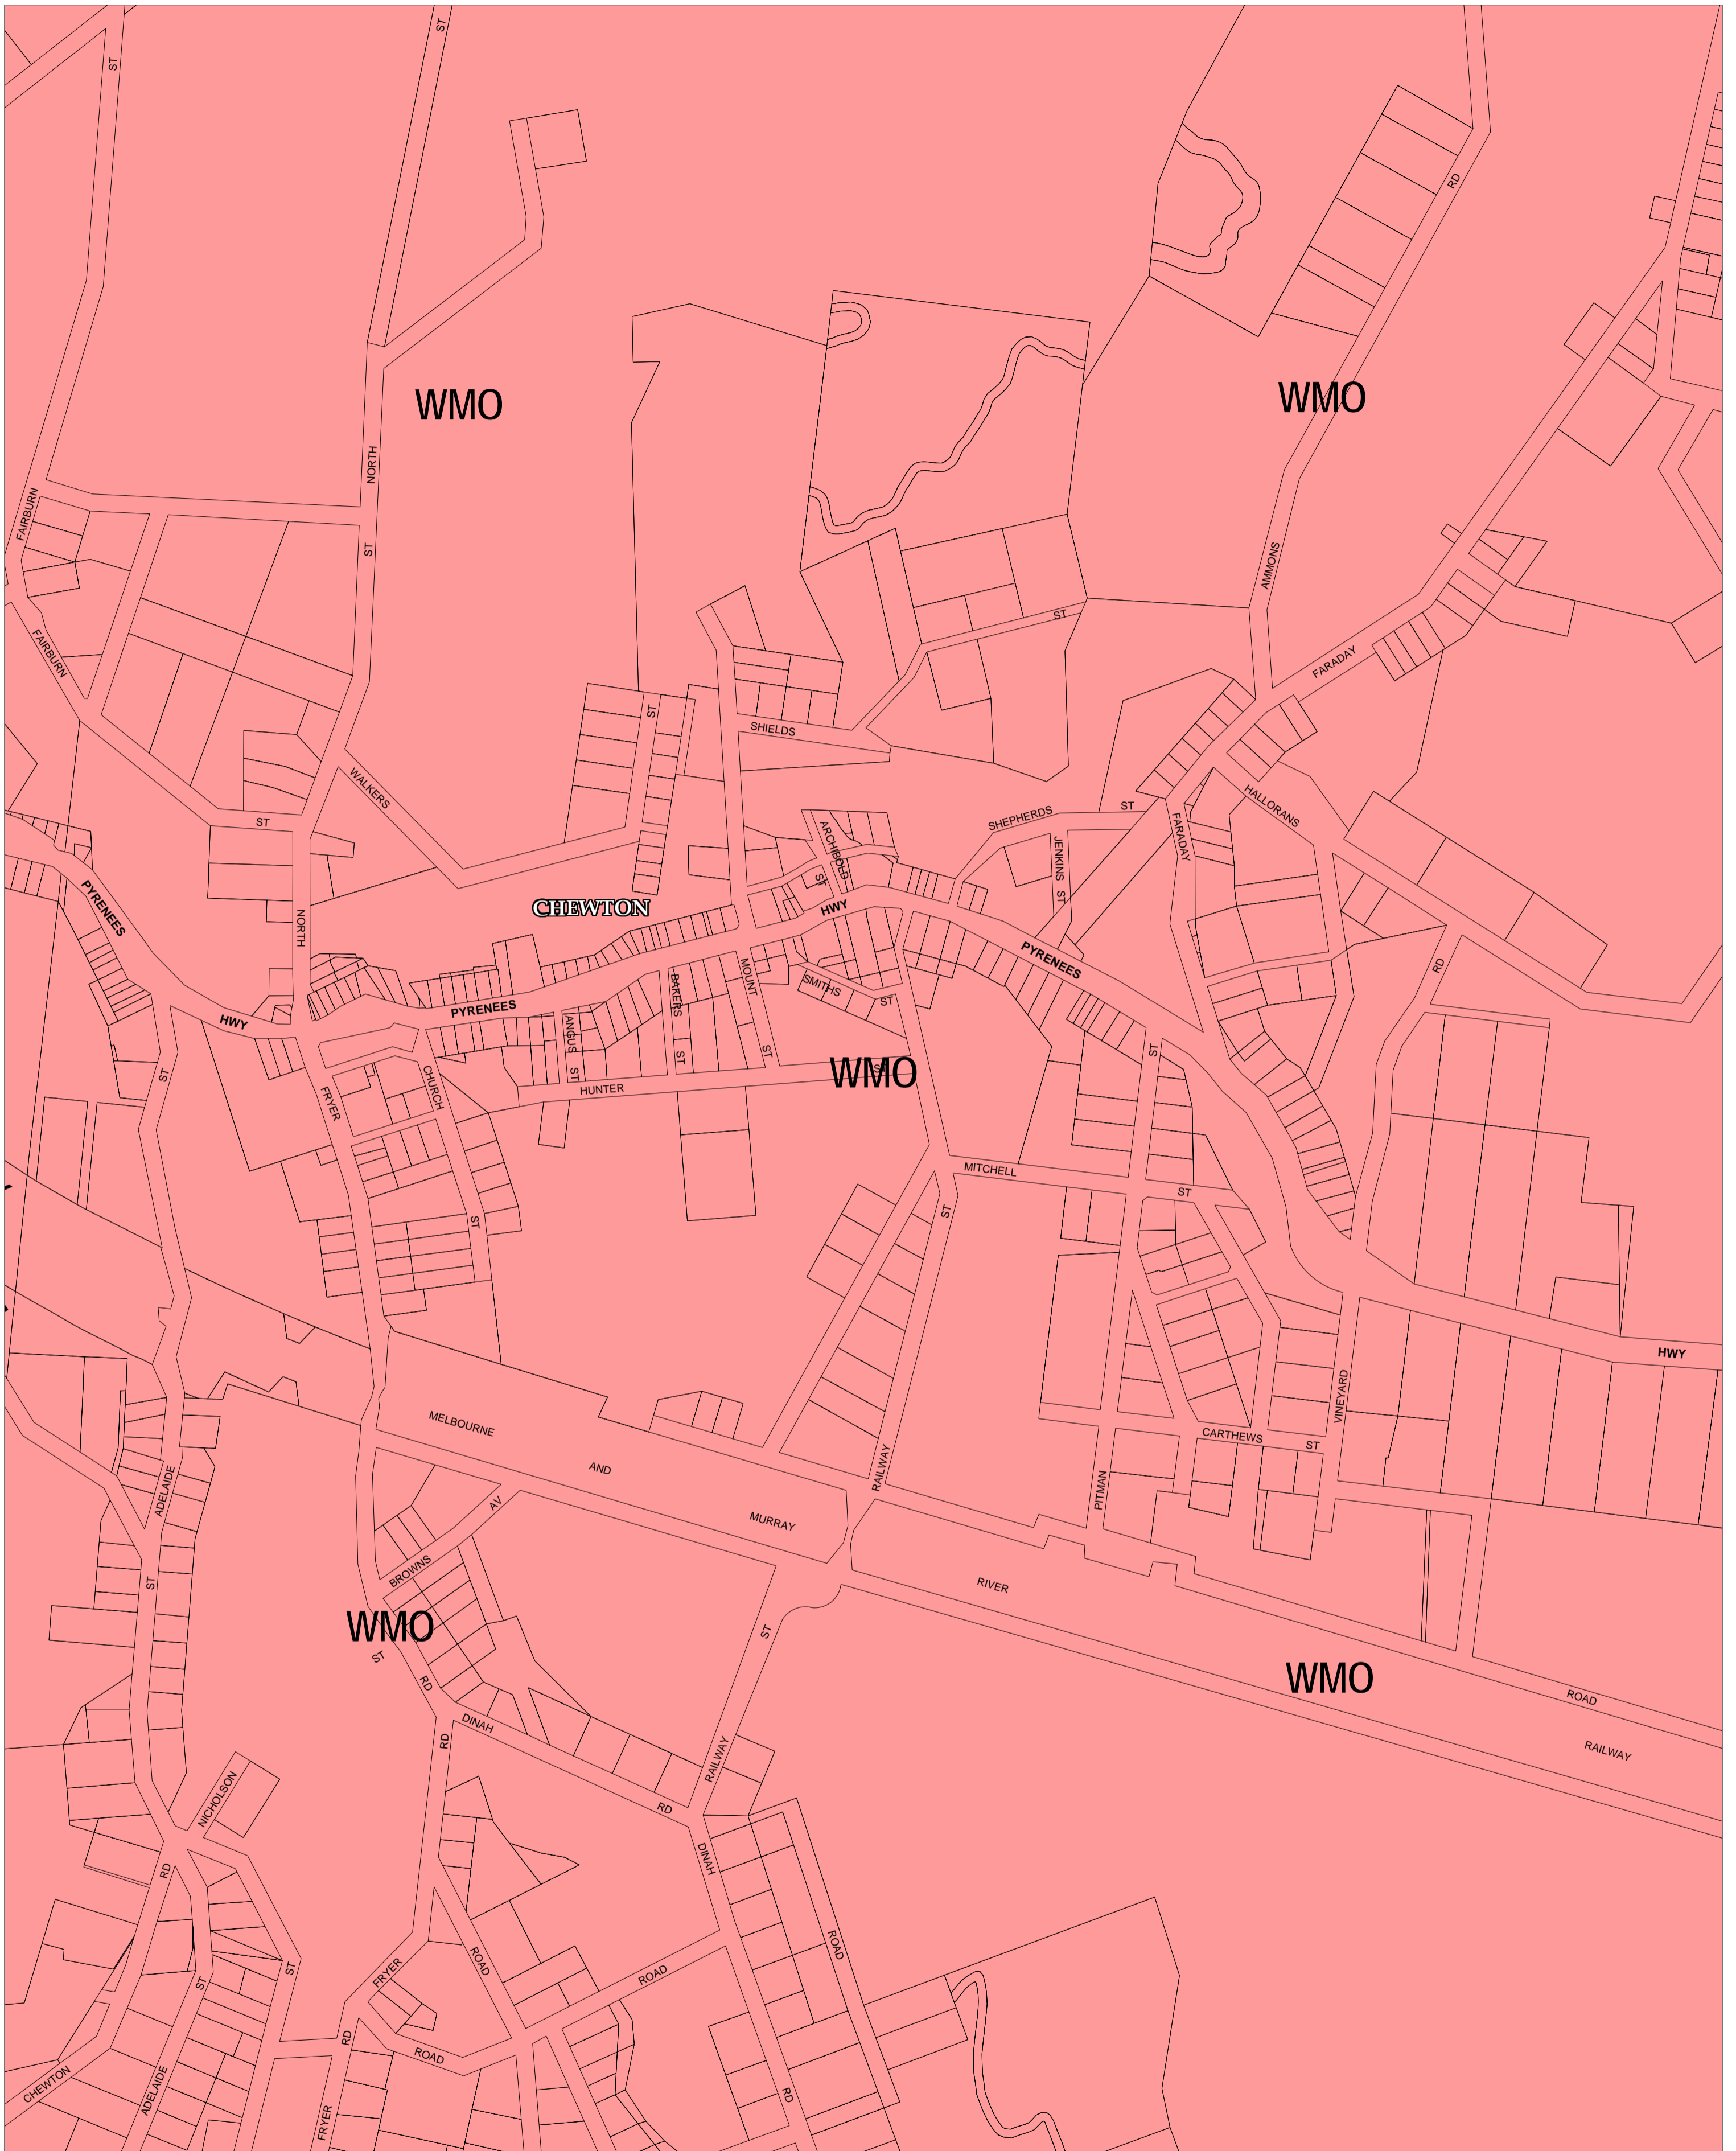 ST
ST
RD
WMO
WMO
NORTH
FAIRBURN
ST
AMMONS
ST
FAIRBURN
FARADAY
ST
SHIELDS
WALKERS
HALLORANS
ST
SHEPHERDS
ST
ARCHIBOLD
FARADAY
JENKINS ST
ST
PYRENEES
CHEWTON
HWY
NORTH
PYRENEES
RD
MOUNT
BAKERS
SMITHS
ST
PYRENEES
HWY
ANGUS
ST
ST
ST
ST
ST
ST
WMO
CHURCH
HUNTER
FRYER
MITCHELL
ST
ST
ST
HWY
VINEYARD
MELBOURNE
CARTHEWS
ST
AND
RAILWAY
ADELAIDE
PITMAN
AV
MURRAY
BROWNS
ST
RIVER
WMO
ST
ST
RD
WMO
ROAD
DINAH
RD
RAILWAY
RAILWAY
NICHOLSON
RD
DINAH
RD
ROAD
ROAD
ROAD
ST
FRYER
ST
RD
ROAD
CHEWTON
ADELAIDE
RD
FRYER